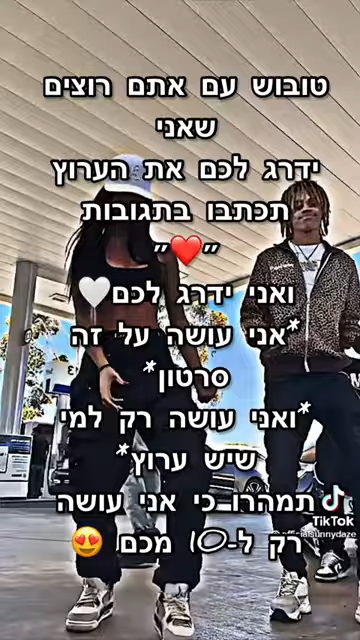 טובוש עם אתם רוצים
שאני
ידרג לכם את הערוץ
תכתבו בתגובות
"❤️"
ואני ידרג לכם🤍
*אני עושה על זה
סרטון*
*ואני עושה רק למי
שיש ערוץ*
תמהרו כי אני עושה
רק ל-10 מכם 😍
TikTok